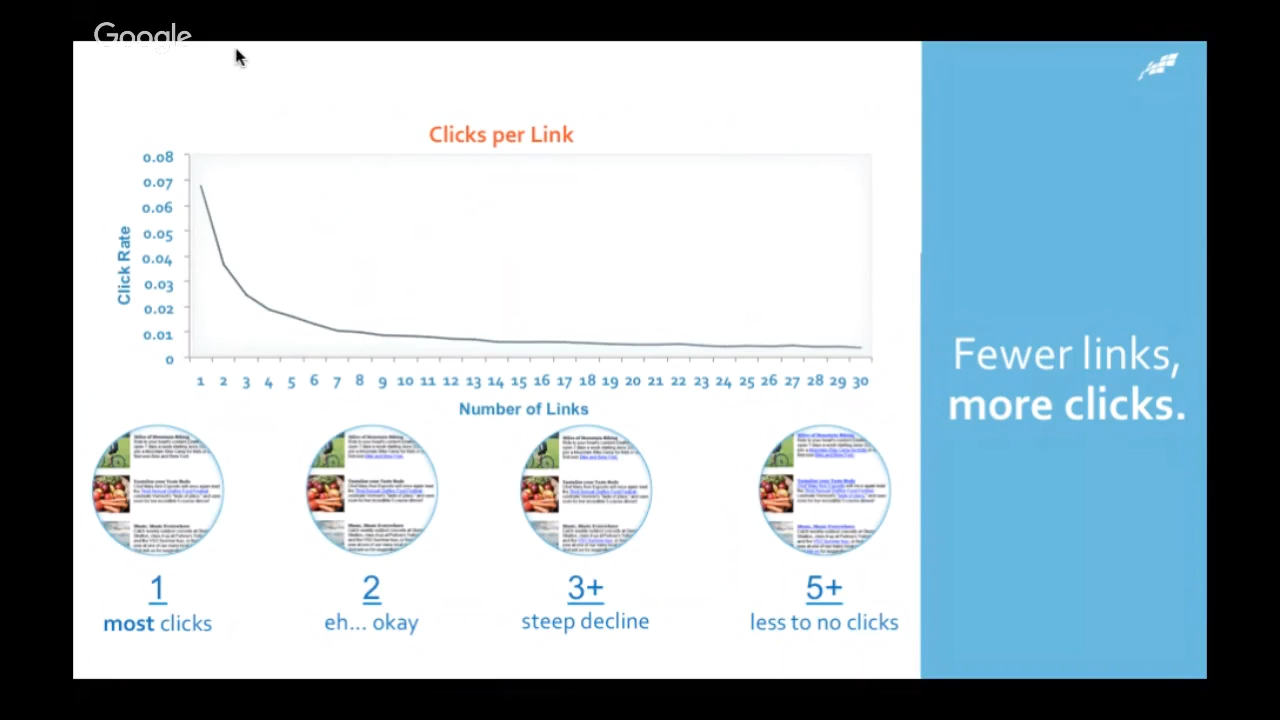 Google
Clicks per Link
0.08
0.07
0.06
0.05
0.04
0.03
0.02
0.01
0
Click Rate
1 2 3 4 5 6 7 8 9 10 11 12 13 14 15 16 17 18 19 20 21 22 23 24 25 26 27 28 29 30
Number of Links
Fewer links,
more clicks.
1
most clicks
2
eh... okay
3+
steep decline
5+
less to no clicks